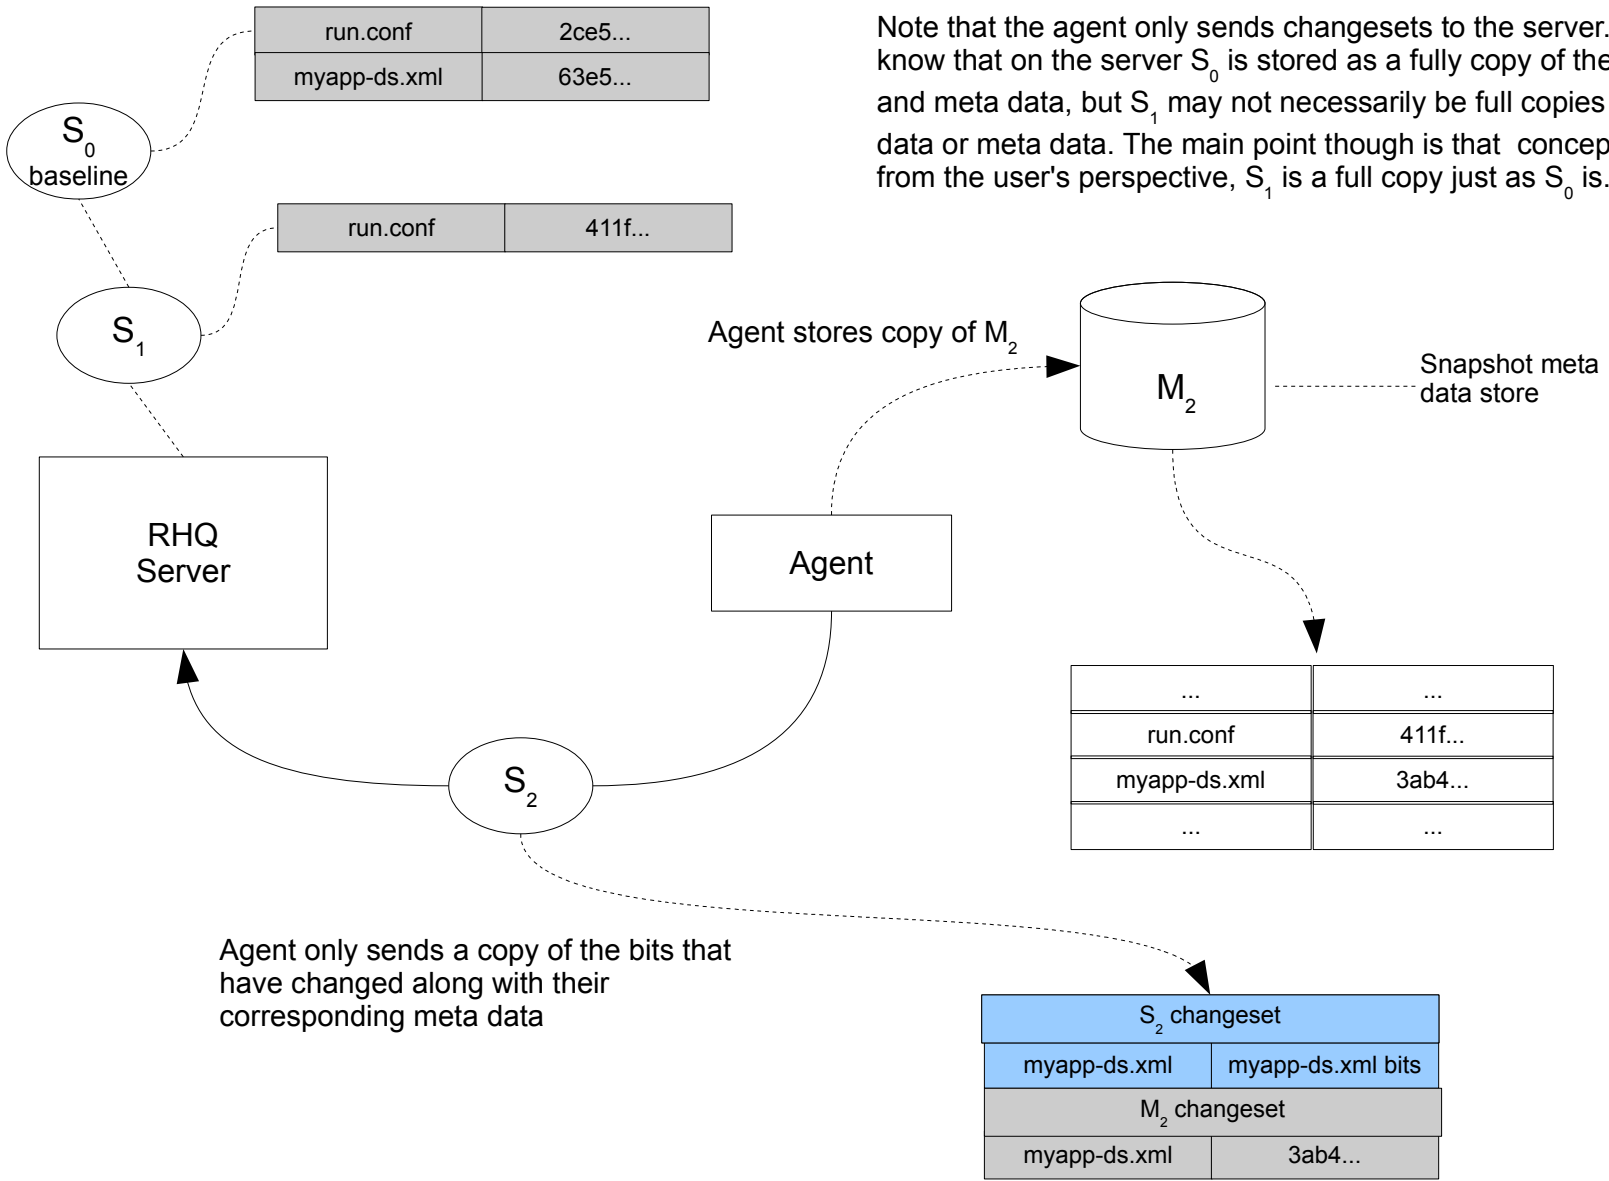 run.conf 2ce5...
myapp-ds.xml 63e5...
S0
baseline
Note that the agent only sends changesets to the server.
know that on the server S0 is stored as a fully copy of the
and meta data, but S1 may not necessarily be full copies
data or meta data. The main point though is that concep
from the user's perspective, S1 is a full copy just as S0 is.
run.conf 411f...
S1
Agent stores copy of M2
M2
Snapshot meta
data store
RHQ
Server
Agent
... ...
run.conf 411f...
myapp-ds.xml 3ab4...
... ...
S2
Agent only sends a copy of the bits that
have changed along with their
corresponding meta data
S2 changeset
myapp-ds.xml myapp-ds.xml bits
M2 changeset
myapp-ds.xml 3ab4...